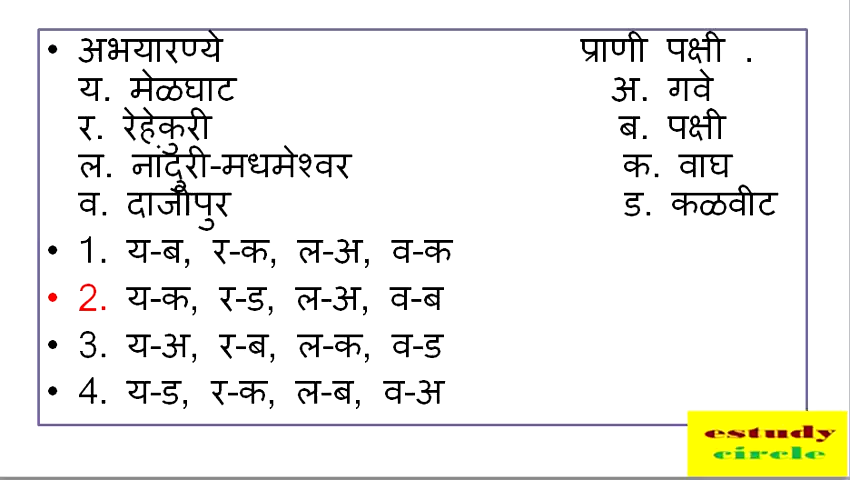 • अभयारण्ये प्राणी पक्षी .
य. मेळघाट अ. गवे
र. रेहेकुरी ब. पक्षी
ल. नांदुरी-मधमेश्वर क. वाघ
व. दाजीपुर ड. कळवीट
• 1. य-ब, र-क, ल-अ, व-क
• 2. य-क, र-ड, ल-अ, व-ब
• 3. य-अ, र-ब, ल-क, व-ड
• 4. य-ड, र-क, ल-ब, व-अ
estudy
circle